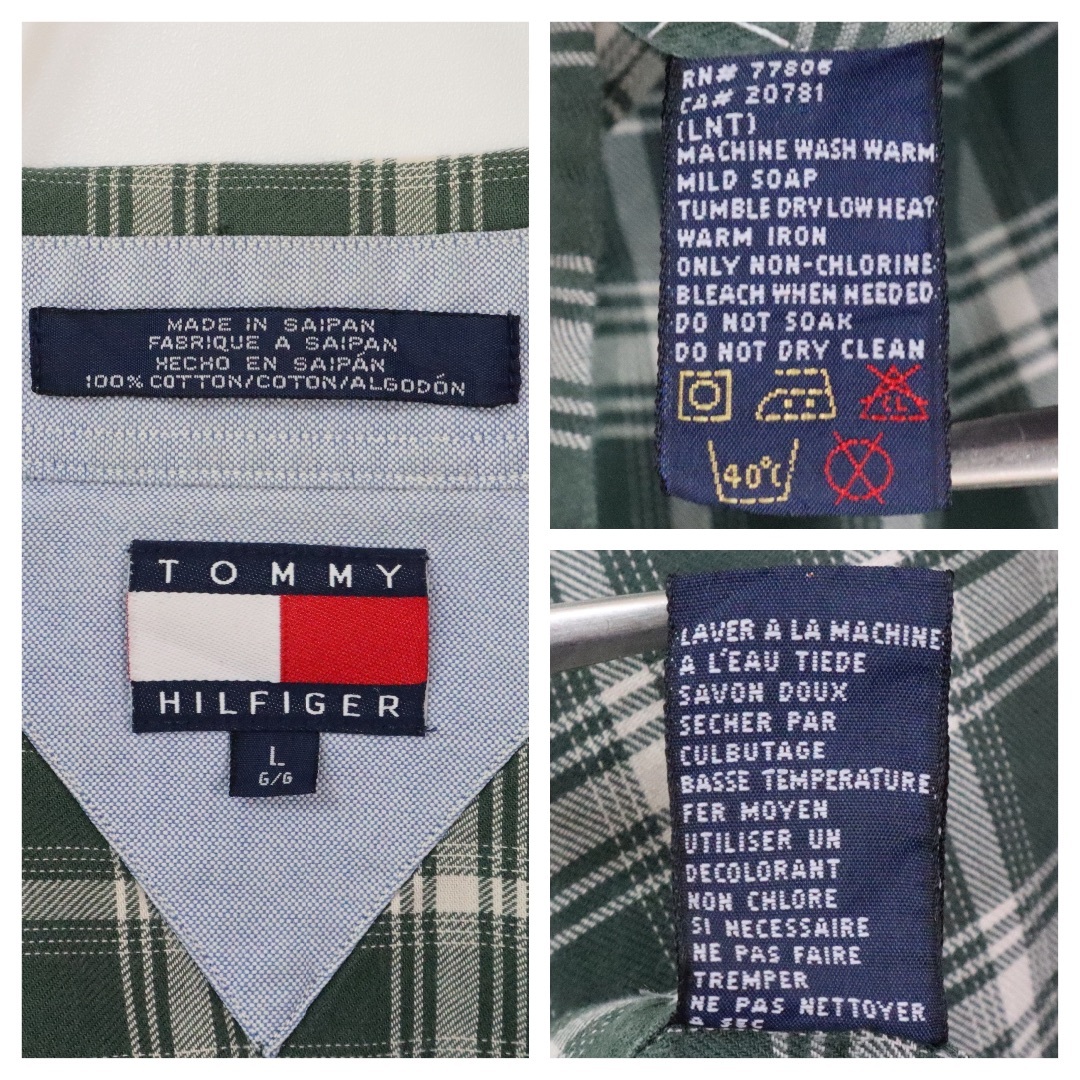 MADE IN SAIPAN
FABRIQUE A SAIPAN
HECHO EN SAIPÁN
100% COTTON/COTON/ALGODÓN
TOMMY
HILFIGER
L
G/G
RN# 77806
CA# 20781
(LNT)
MACHINE WASH WARM
MILD SOAP
TUMBLE DRY LOW HEAT
WARM IRON
ONLY NON-CHLORINE
BLEACH WHEN NEEDED
DO NOT SOAK
DO NOT DRY CLEAN
CL
40°C
LAVER A LA MACHINE
A L'EAU TIEDE
SAVON DOUX
SECHER PAR
CULBUTAGE
BASSE TEMPERATURE
FER MOYEN
UTILISER UN
DECOLORANT
NON CHLORE
SI NECESSAIRE
NE PAS FAIRE
TREMPER
NE PAS NETTOYER
A SEC